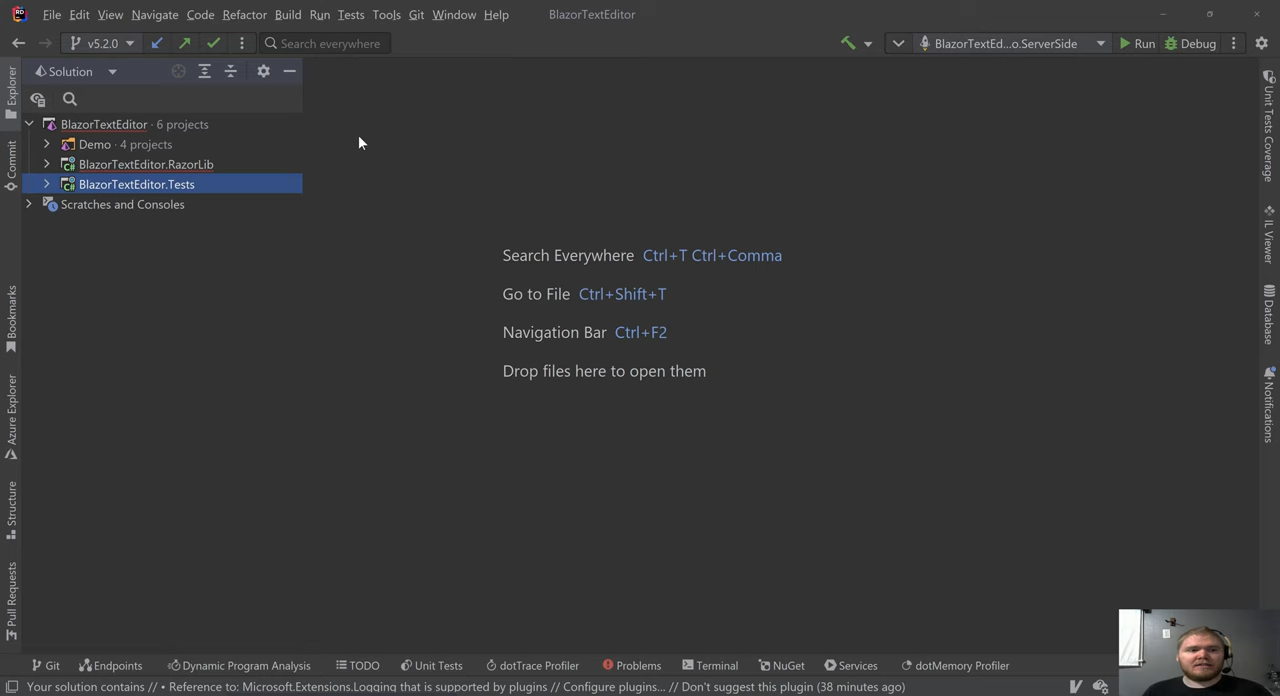 RD File Edit View Navigate Code Refactor Build Run Tests Tools Git Window Help BlazorTextEditor
v5.2.0 Search everywhere BlazorTextEd...o.ServerSide Run Debug
Solution
BlazorTextEditor · 6 projects
Demo · 4 projects
C# BlazorTextEditor.RazorLib
C# BlazorTextEditor.Tests
Scratches and Consoles
Explorer
Commit
Bookmarks
Azure Explorer
Structure
Pull Requests
Search Everywhere Ctrl+T Ctrl+Comma
Go to File Ctrl+Shift+T
Navigation Bar Ctrl+F2
Drop files here to open them
Unit Tests Coverage
IL Viewer
Database
Notifications
Git Endpoints Dynamic Program Analysis TODO Unit Tests dotTrace Profiler Problems Terminal NuGet Services dotMemory Profiler
Your solution contains // • Reference to: Microsoft.Extensions.Logging that is supported by plugins // Configure plugins... // Don't suggest this plugin (38 minutes ago)